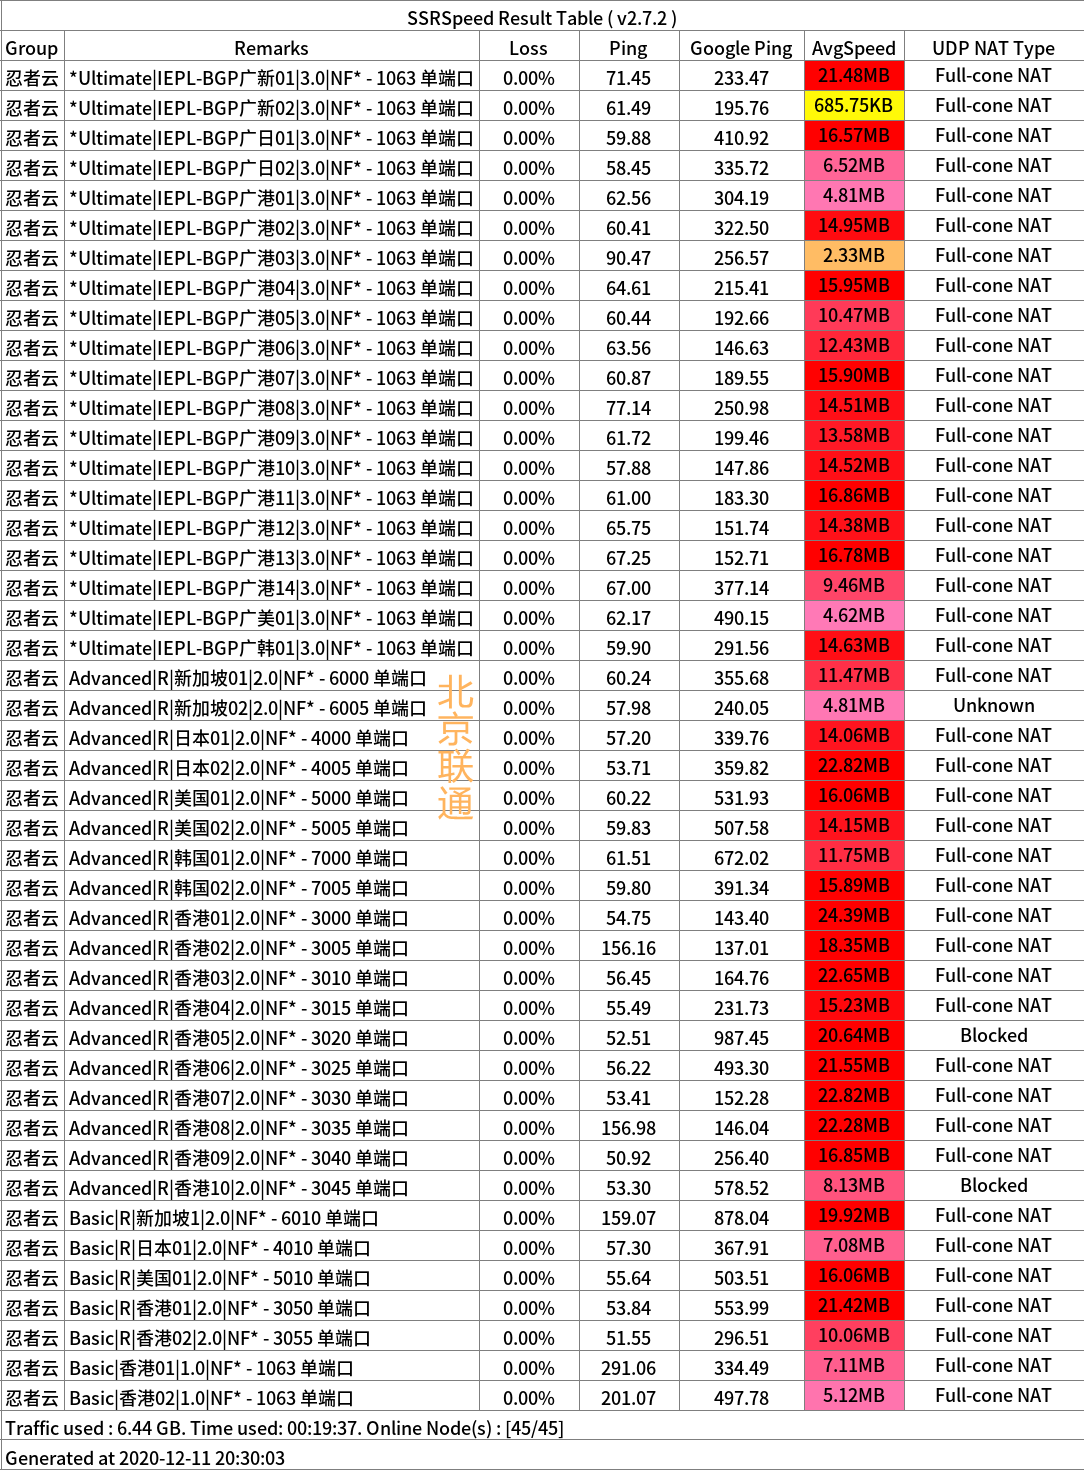 SSRSpeed Result Table ( v2.7.2 )
Group Remarks Loss Ping Google Ping AvgSpeed UDP NAT Type
忍者云 *Ultimate|IEPL-BGP广新01|3.0|NF* - 1063 单端口 0.00% 71.45 233.47 21.48MB Full-cone NAT
忍者云 *Ultimate|IEPL-BGP广新02|3.0|NF* - 1063 单端口 0.00% 61.49 195.76 685.75KB Full-cone NAT
忍者云 *Ultimate|IEPL-BGP广日01|3.0|NF* - 1063 单端口 0.00% 59.88 410.92 16.57MB Full-cone NAT
忍者云 *Ultimate|IEPL-BGP广日02|3.0|NF* - 1063 单端口 0.00% 58.45 335.72 6.52MB Full-cone NAT
忍者云 *Ultimate|IEPL-BGP广港01|3.0|NF* - 1063 单端口 0.00% 62.56 304.19 4.81MB Full-cone NAT
忍者云 *Ultimate|IEPL-BGP广港02|3.0|NF* - 1063 单端口 0.00% 60.41 322.50 14.95MB Full-cone NAT
忍者云 *Ultimate|IEPL-BGP广港03|3.0|NF* - 1063 单端口 0.00% 90.47 256.57 2.33MB Full-cone NAT
忍者云 *Ultimate|IEPL-BGP广港04|3.0|NF* - 1063 单端口 0.00% 64.61 215.41 15.95MB Full-cone NAT
忍者云 *Ultimate|IEPL-BGP广港05|3.0|NF* - 1063 单端口 0.00% 60.44 192.66 10.47MB Full-cone NAT
忍者云 *Ultimate|IEPL-BGP广港06|3.0|NF* - 1063 单端口 0.00% 63.56 146.63 12.43MB Full-cone NAT
忍者云 *Ultimate|IEPL-BGP广港07|3.0|NF* - 1063 单端口 0.00% 60.87 189.55 15.90MB Full-cone NAT
忍者云 *Ultimate|IEPL-BGP广港08|3.0|NF* - 1063 单端口 0.00% 77.14 250.98 14.51MB Full-cone NAT
忍者云 *Ultimate|IEPL-BGP广港09|3.0|NF* - 1063 单端口 0.00% 61.72 199.46 13.58MB Full-cone NAT
忍者云 *Ultimate|IEPL-BGP广港10|3.0|NF* - 1063 单端口 0.00% 57.88 147.86 14.52MB Full-cone NAT
忍者云 *Ultimate|IEPL-BGP广港11|3.0|NF* - 1063 单端口 0.00% 61.00 183.30 16.86MB Full-cone NAT
忍者云 *Ultimate|IEPL-BGP广港12|3.0|NF* - 1063 单端口 0.00% 65.75 151.74 14.38MB Full-cone NAT
忍者云 *Ultimate|IEPL-BGP广港13|3.0|NF* - 1063 单端口 0.00% 67.25 152.71 16.78MB Full-cone NAT
忍者云 *Ultimate|IEPL-BGP广港14|3.0|NF* - 1063 单端口 0.00% 67.00 377.14 9.46MB Full-cone NAT
忍者云 *Ultimate|IEPL-BGP广美01|3.0|NF* - 1063 单端口 0.00% 62.17 490.15 4.62MB Full-cone NAT
忍者云 *Ultimate|IEPL-BGP广韩01|3.0|NF* - 1063 单端口 0.00% 59.90 291.56 14.63MB Full-cone NAT
忍者云 Advanced|R|新加坡01|2.0|NF* - 6000 单端口 0.00% 60.24 355.68 11.47MB Full-cone NAT
忍者云 Advanced|R|新加坡02|2.0|NF* - 6005 单端口 0.00% 57.98 240.05 4.81MB Unknown
忍者云 Advanced|R|日本01|2.0|NF* - 4000 单端口 0.00% 57.20 339.76 14.06MB Full-cone NAT
忍者云 Advanced|R|日本02|2.0|NF* - 4005 单端口 0.00% 53.71 359.82 22.82MB Full-cone NAT
忍者云 Advanced|R|美国01|2.0|NF* - 5000 单端口 0.00% 60.22 531.93 16.06MB Full-cone NAT
忍者云 Advanced|R|美国02|2.0|NF* - 5005 单端口 0.00% 59.83 507.58 14.15MB Full-cone NAT
忍者云 Advanced|R|韩国01|2.0|NF* - 7000 单端口 0.00% 61.51 672.02 11.75MB Full-cone NAT
忍者云 Advanced|R|韩国02|2.0|NF* - 7005 单端口 0.00% 59.80 391.34 15.89MB Full-cone NAT
忍者云 Advanced|R|香港01|2.0|NF* - 3000 单端口 0.00% 54.75 143.40 24.39MB Full-cone NAT
忍者云 Advanced|R|香港02|2.0|NF* - 3005 单端口 0.00% 156.16 137.01 18.35MB Full-cone NAT
忍者云 Advanced|R|香港03|2.0|NF* - 3010 单端口 0.00% 56.45 164.76 22.65MB Full-cone NAT
忍者云 Advanced|R|香港04|2.0|NF* - 3015 单端口 0.00% 55.49 231.73 15.23MB Full-cone NAT
忍者云 Advanced|R|香港05|2.0|NF* - 3020 单端口 0.00% 52.51 987.45 20.64MB Blocked
忍者云 Advanced|R|香港06|2.0|NF* - 3025 单端口 0.00% 56.22 493.30 21.55MB Full-cone NAT
忍者云 Advanced|R|香港07|2.0|NF* - 3030 单端口 0.00% 53.41 152.28 22.82MB Full-cone NAT
忍者云 Advanced|R|香港08|2.0|NF* - 3035 单端口 0.00% 156.98 146.04 22.28MB Full-cone NAT
忍者云 Advanced|R|香港09|2.0|NF* - 3040 单端口 0.00% 50.92 256.40 16.85MB Full-cone NAT
忍者云 Advanced|R|香港10|2.0|NF* - 3045 单端口 0.00% 53.30 578.52 8.13MB Blocked
忍者云 Basic|R|新加坡1|2.0|NF* - 6010 单端口 0.00% 159.07 878.04 19.92MB Full-cone NAT
忍者云 Basic|R|日本01|2.0|NF* - 4010 单端口 0.00% 57.30 367.91 7.08MB Full-cone NAT
忍者云 Basic|R|美国01|2.0|NF* - 5010 单端口 0.00% 55.64 503.51 16.06MB Full-cone NAT
忍者云 Basic|R|香港01|2.0|NF* - 3050 单端口 0.00% 53.84 553.99 21.42MB Full-cone NAT
忍者云 Basic|R|香港02|2.0|NF* - 3055 单端口 0.00% 51.55 296.51 10.06MB Full-cone NAT
忍者云 Basic|香港01|1.0|NF* - 1063 单端口 0.00% 291.06 334.49 7.11MB Full-cone NAT
忍者云 Basic|香港02|1.0|NF* - 1063 单端口 0.00% 201.07 497.78 5.12MB Full-cone NAT
Traffic used : 6.44 GB. Time used: 00:19:37. Online Node(s) : [45/45]
Generated at 2020-12-11 20:30:03
北京联通